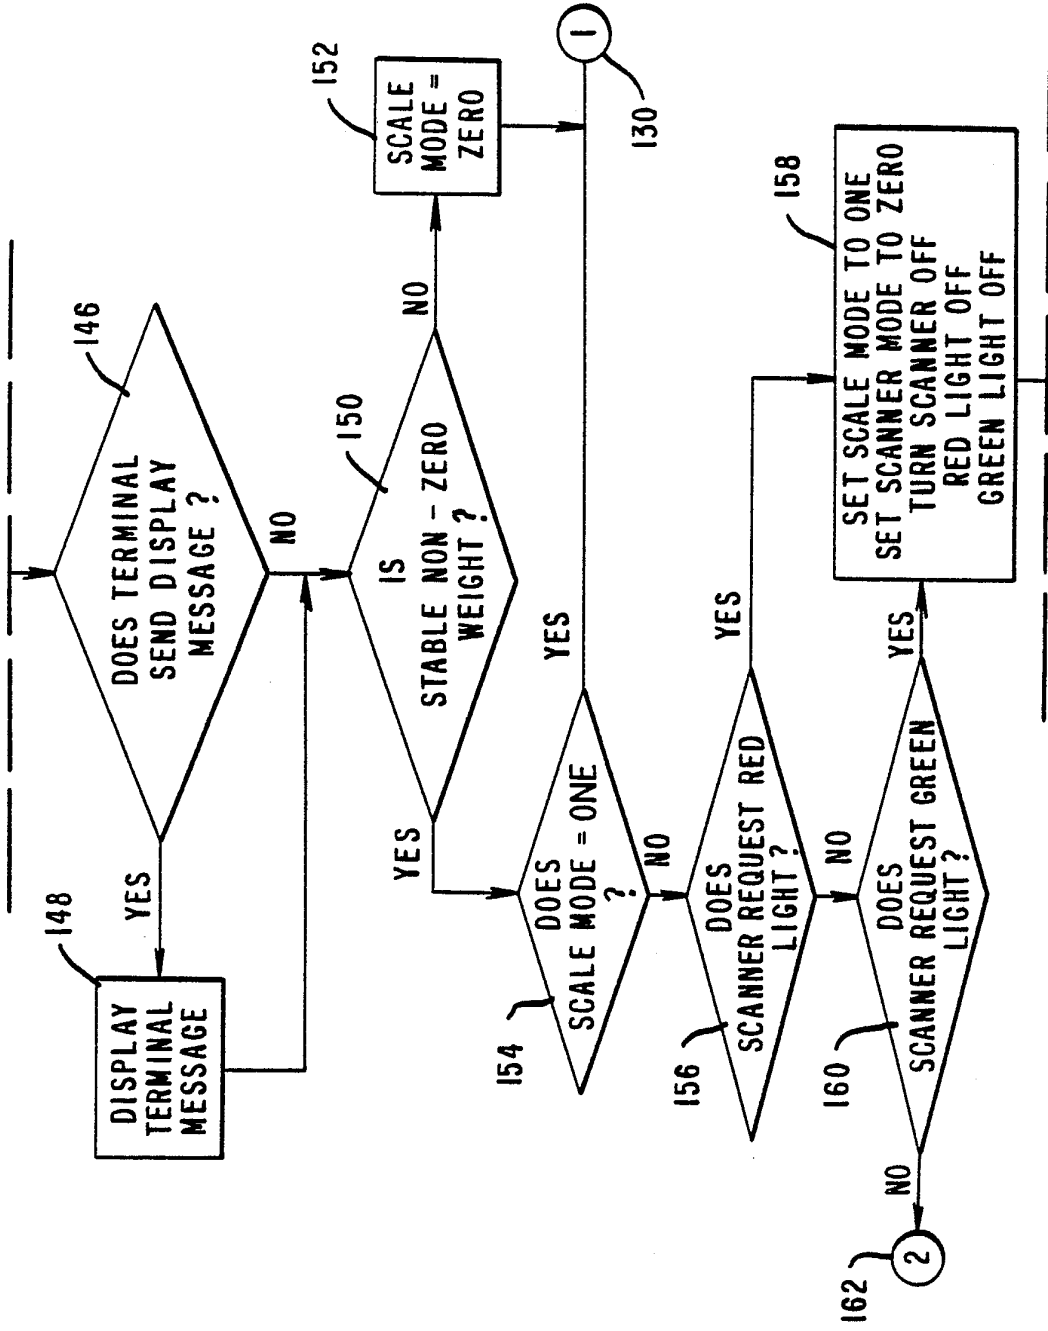 146
DOES TERMINAL
SEND DISPLAY
MESSAGE ?
YES
NO
148
DISPLAY
TERMINAL
MESSAGE
150
IS
STABLE NON - ZERO
WEIGHT ?
YES
NO
152
SCALE
MODE =
ZERO
154
DOES
SCALE MODE = ONE
?
YES
NO
1
130
156
DOES
SCANNER REQUEST RED
LIGHT ?
YES
NO
158
SET SCALE MODE TO ONE
SET SCANNER MODE TO ZERO
TURN SCANNER OFF
RED LIGHT OFF
GREEN LIGHT OFF
160
DOES
SCANNER REQUEST GREEN
LIGHT ?
YES
NO
2
162